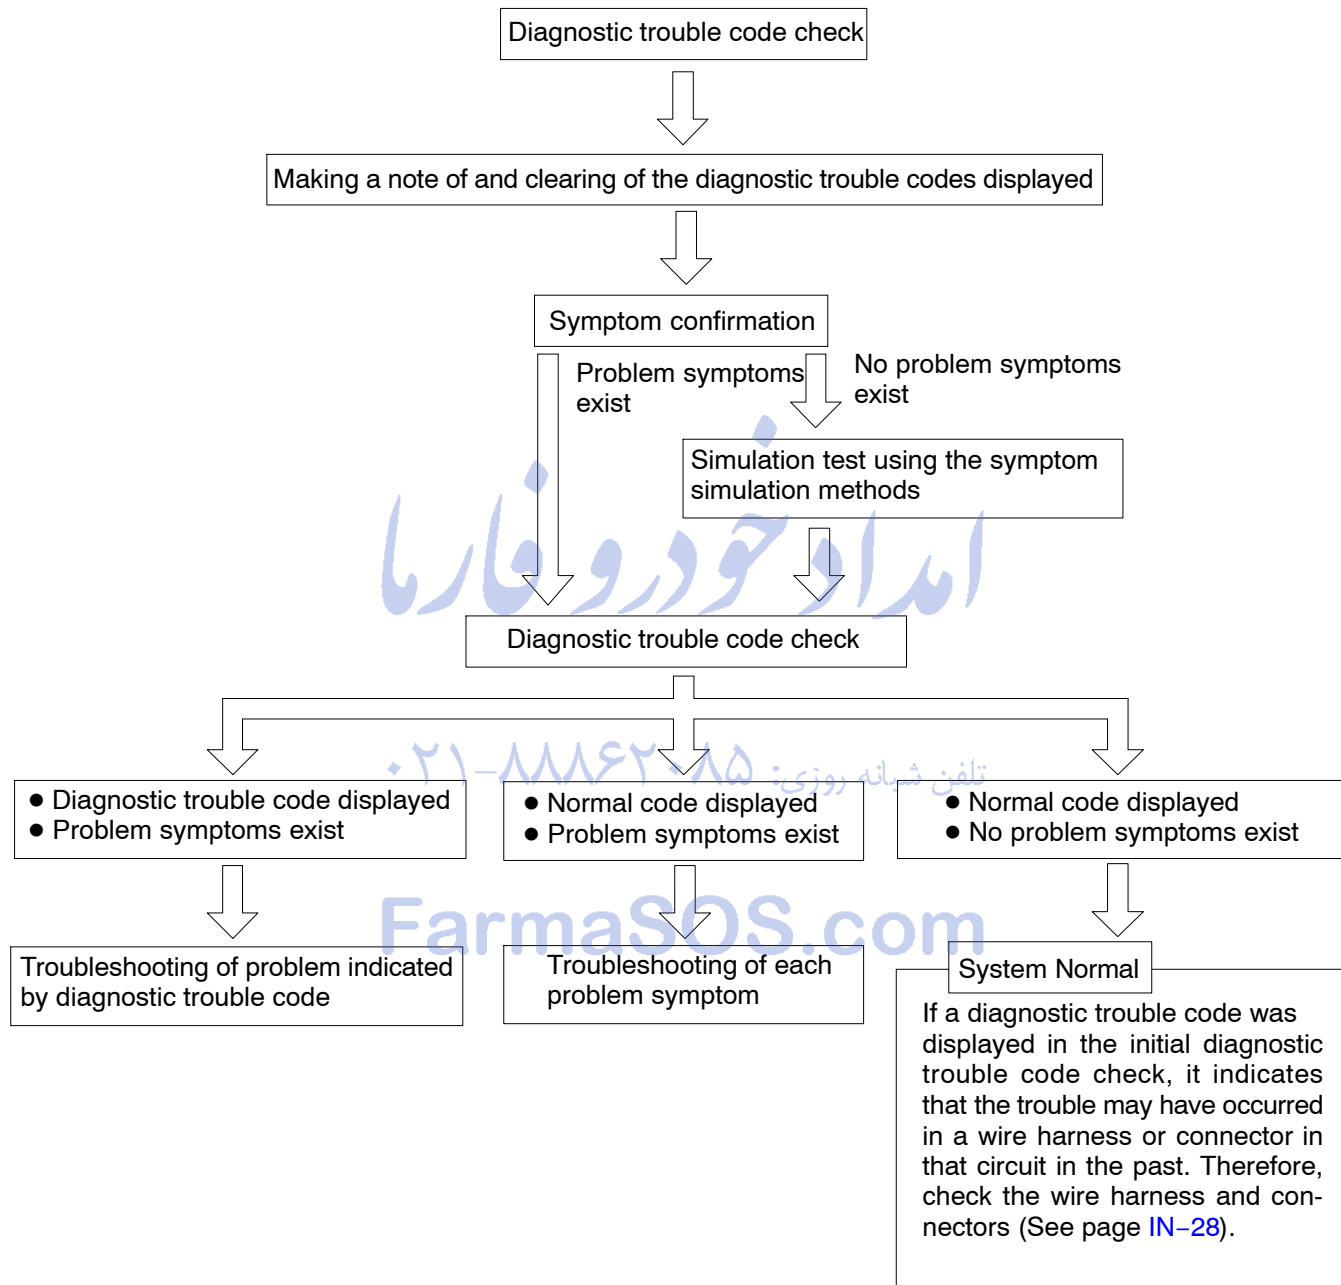 Diagnostic trouble code check
Making a note of and clearing of the diagnostic trouble codes displayed
Symptom confirmation
Problem symptoms
exist
No problem symptoms
exist
Simulation test using the symptom
simulation methods
امداد خودرو فارما
Diagnostic trouble code check
تلفن شبانه روزی: ۸۸۸۶۲۰۸۵-۰۲۱
● Diagnostic trouble code displayed
● Problem symptoms exist
● Normal code displayed
● Problem symptoms exist
● Normal code displayed
● No problem symptoms exist
FarmaSOS.com
Troubleshooting of problem indicated
by diagnostic trouble code
Troubleshooting of each
problem symptom
System Normal
If a diagnostic trouble code was
displayed in the initial diagnostic
trouble code check, it indicates
that the trouble may have occurred
in a wire harness or connector in
that circuit in the past. Therefore,
check the wire harness and con-
nectors (See page IN–28).